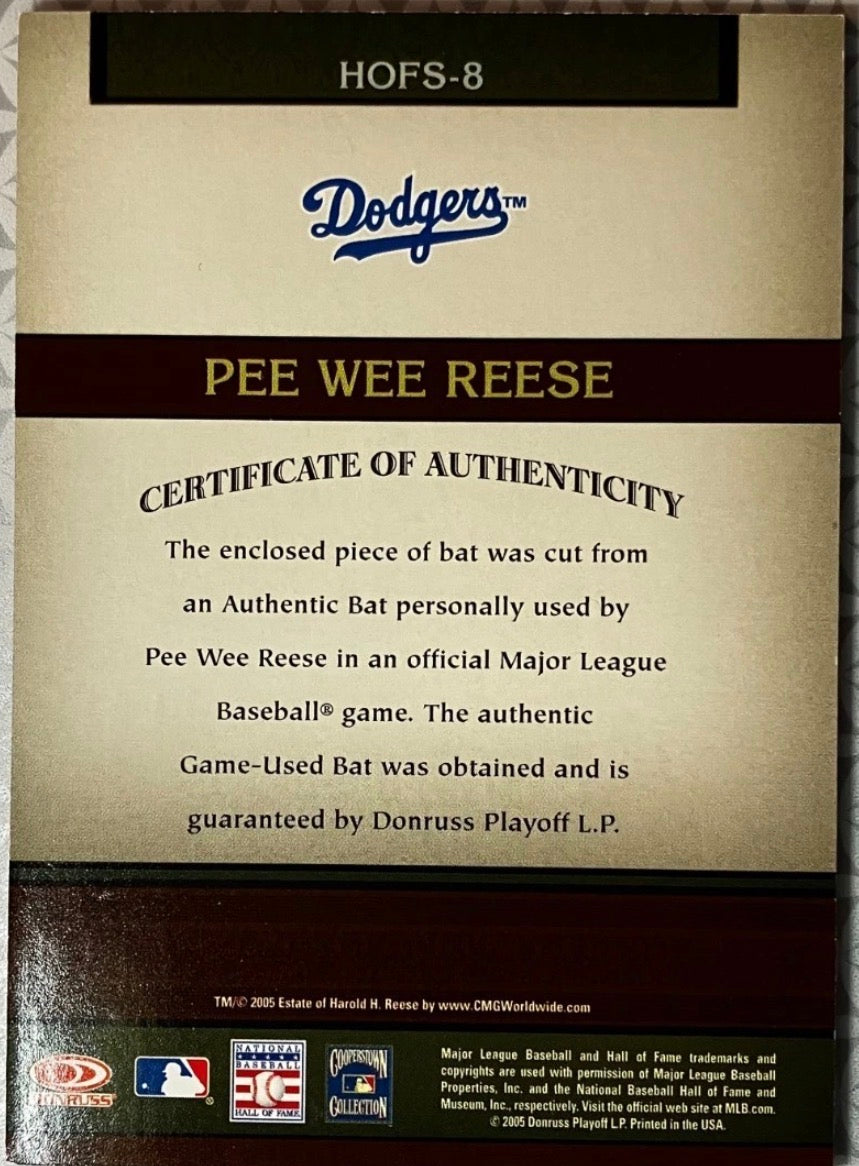 HOFS-8
Dodgers™
PEE WEE REESE
CERTIFICATE OF AUTHENTICITY
The enclosed piece of bat was cut from
an Authentic Bat personally used by
Pee Wee Reese in an official Major League
Baseball® game. The authentic
Game-Used Bat was obtained and is
guaranteed by Donruss Playoff L.P.
TM/© 2005 Estate of Harold H. Reese by www.CMGWorldwide.com
DONRUSS
®
NATIONAL
BASEBALL
HALL OF FAME
COOPERSTOWN
COLLECTION
Major League Baseball and Hall of Fame trademarks and
copyrights are used with permission of Major League Baseball
Properties, Inc. and the National Baseball Hall of Fame and
Museum, Inc., respectively. Visit the official web site at MLB.com.
© 2005 Donruss Playoff L.P. Printed in the USA.